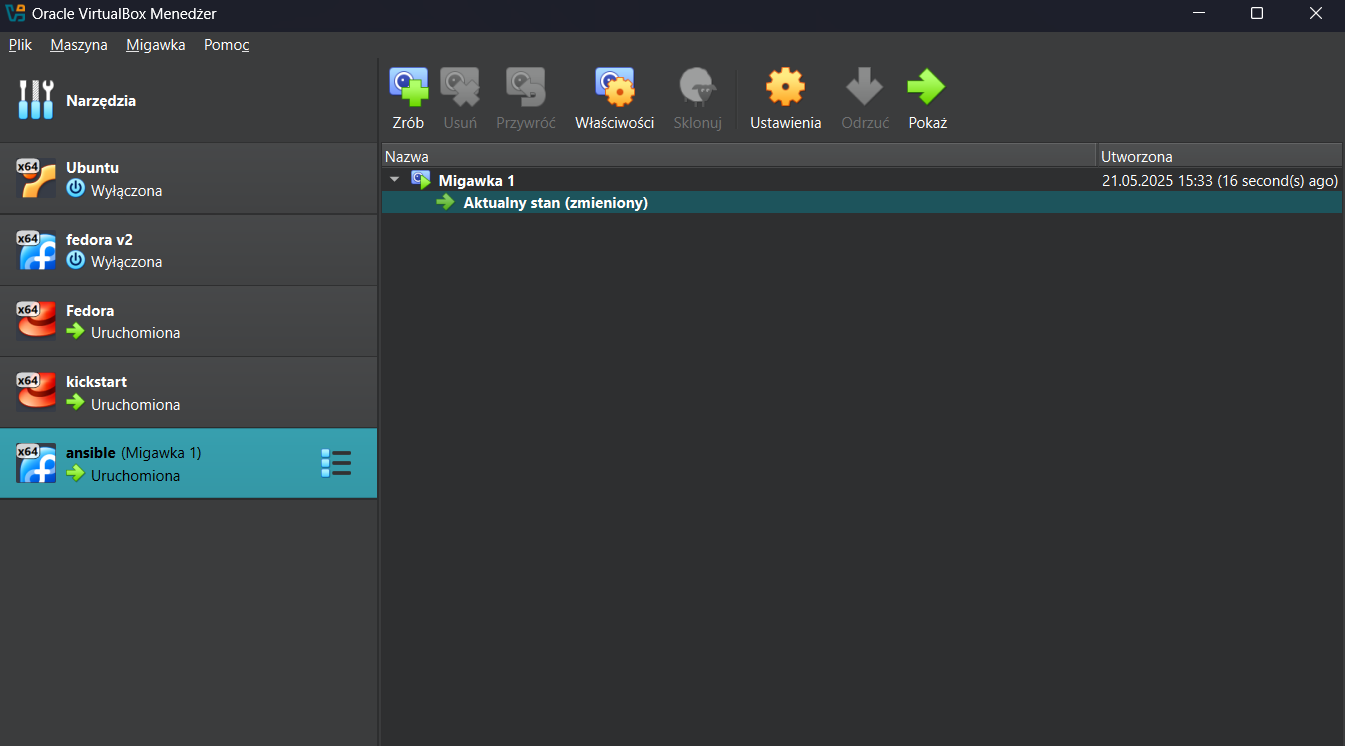 Oracle VirtualBox Menedżer
Plik Maszyna Migawka Pomoc
Narzędzia
x64
Ubuntu
Wyłączona
x64
fedora v2
Wyłączona
x64
Fedora
Uruchomiona
x64
kickstart
Uruchomiona
x64
ansible (Migawka 1)
Uruchomiona
Zrób Usuń Przywróć Właściwości Sklonuj Ustawienia Odrzuć Pokaż
Nazwa Utworzona
Migawka 1 21.05.2025 15:33 (16 second(s) ago)
Aktualny stan (zmieniony)